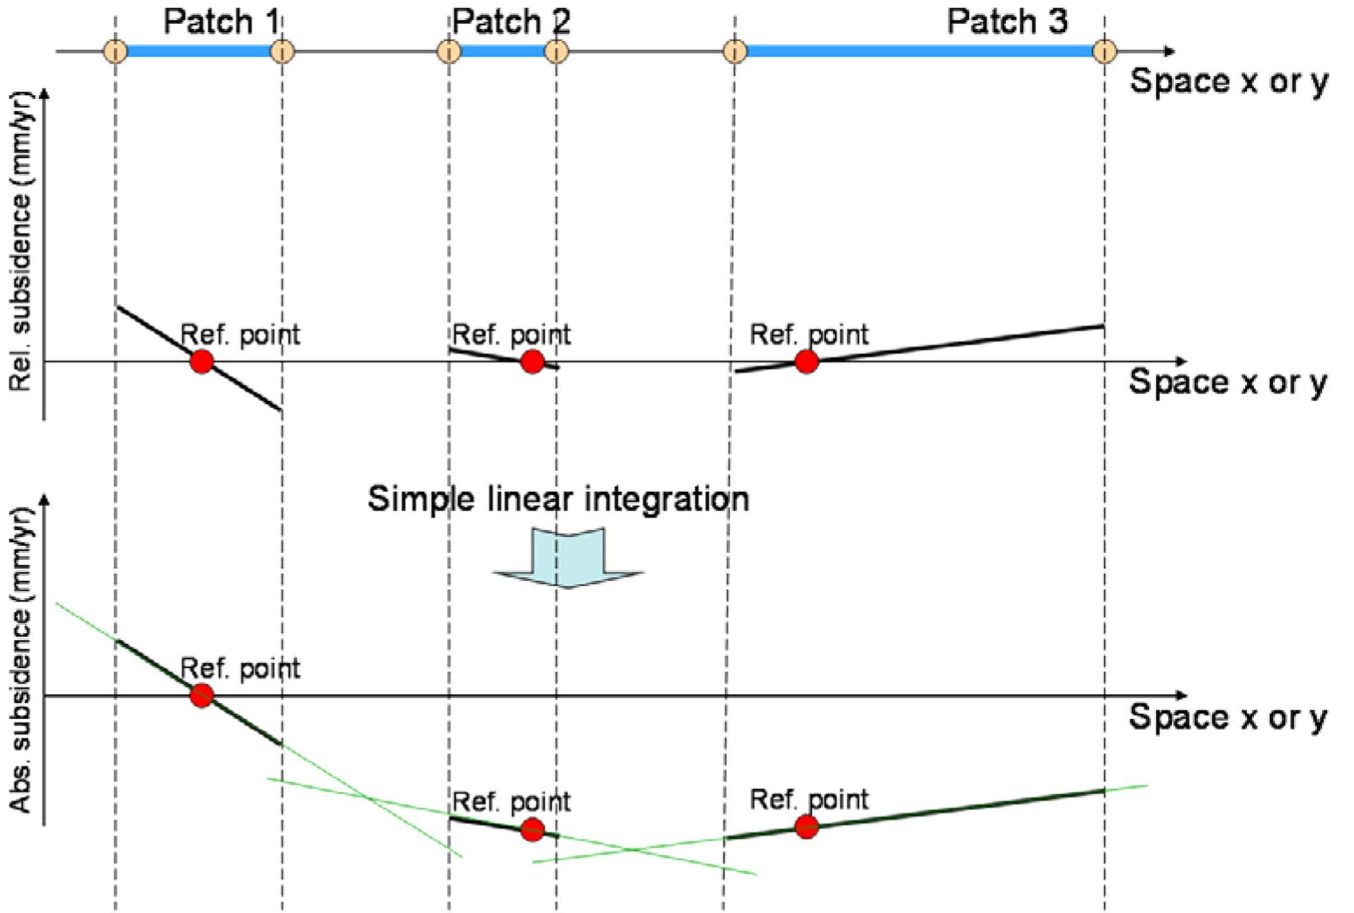 Patch 1
Patch 2
Patch 3
Space x or y
Rel. subsidence (mm/yr)
Ref. point
Ref. point
Ref. point
Space x or y
Simple linear integration
Abs. subsidence (mm/yr)
Ref. point
Space x or y
Ref. point
Ref. point